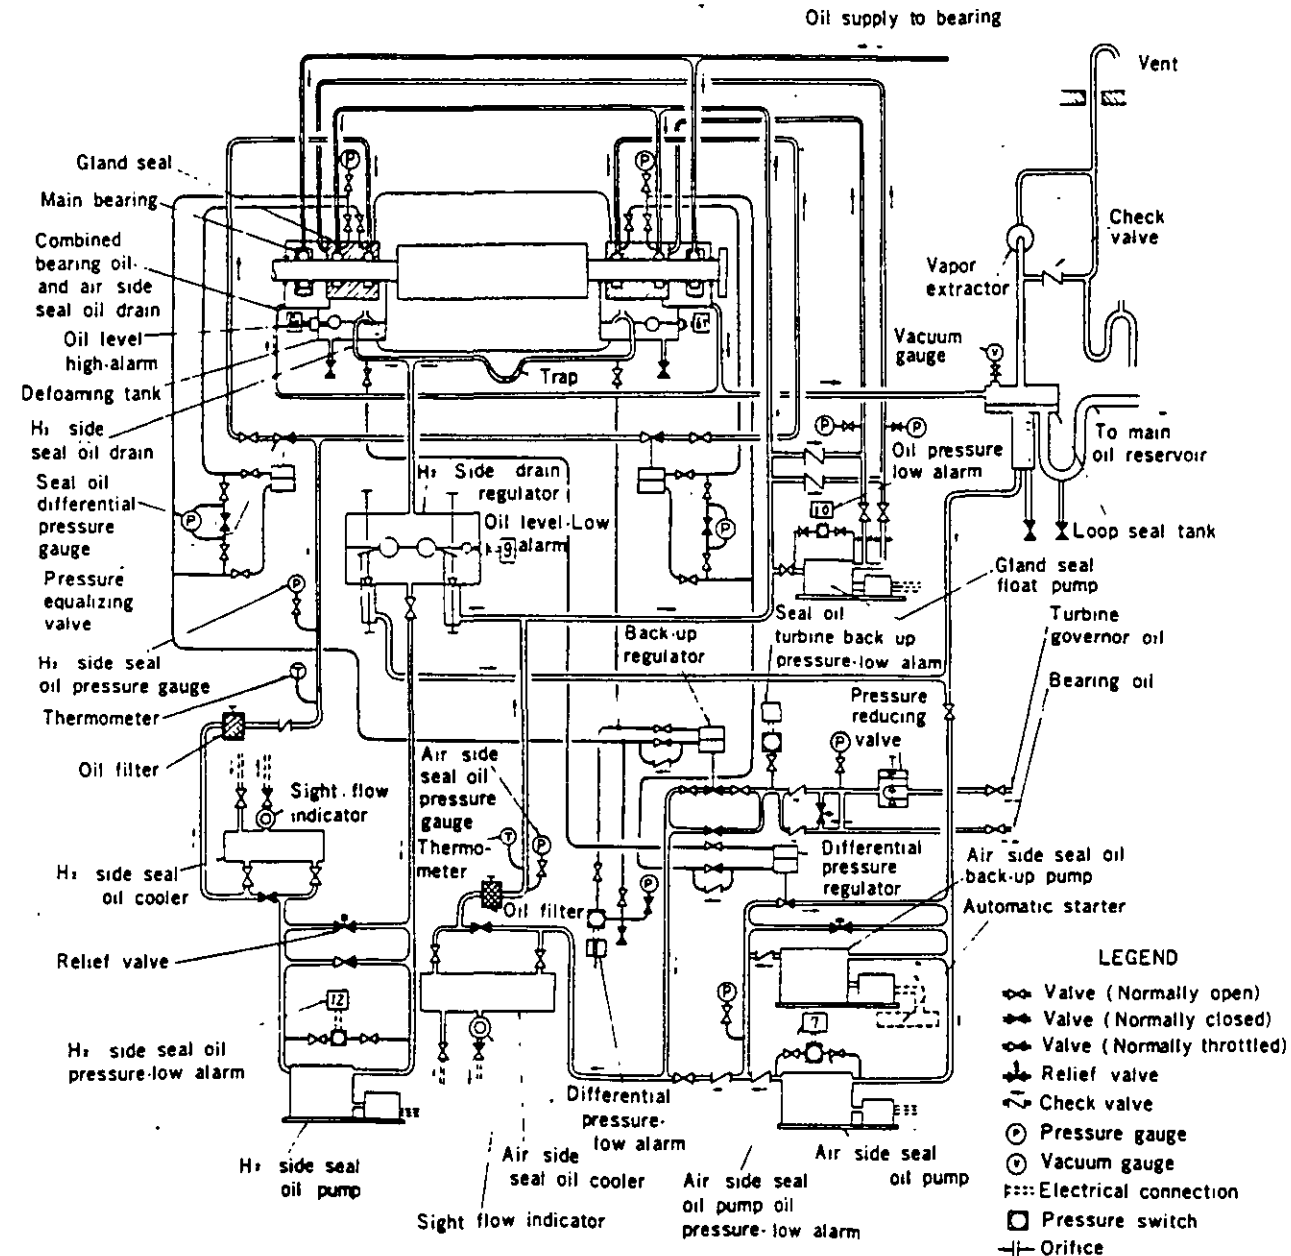 Oil supply to bearing
Vent
Gland seal
Main bearing
Combined
bearing oil
and air side
seal oil drain
Oil level
high-alarm
Defoaming tank
H₂ side
seal oil drain
Seal oil
differential
pressure
gauge
Pressure
equalizing
valve
H₂ side seal
oil pressure gauge
Thermometer
Oil filter
Sight flow
indicator
H₂ side seal
oil cooler
Relief valve
12
H₂ side seal oil
pressure-low alarm
H₂ side seal
oil pump
Trap
H₂ Side drain
regulator
Oil level-Low
alarm
9
Check
valve
Vapor
extractor
Vacuum
gauge
To main
oil reservoir
Oil pressure
low alarm
10
Loop seal tank
Gland seal
float pump
Seal oil
turbine back up
pressure-low alam
Turbine
governor oil
Back-up
regulator
Bearing oil
Pressure
reducing
valve
Air side
seal oil
pressure
gauge
Thermo-
meter
Oil filter
Differential
pressure
regulator
Air side seal oil
back-up pump
Automatic starter
7
Differential
pressure-
low alarm
Air side
seal oil cooler
Sight flow indicator
Air side seal
oil pump oil
pressure-low alarm
Air side seal
oil pump
LEGEND
Valve (Normally open)
Valve (Normally closed)
Valve (Normally throttled)
Relief valve
Check valve
P Pressure gauge
V Vacuum gauge
Electrical connection
Pressure switch
Orifice